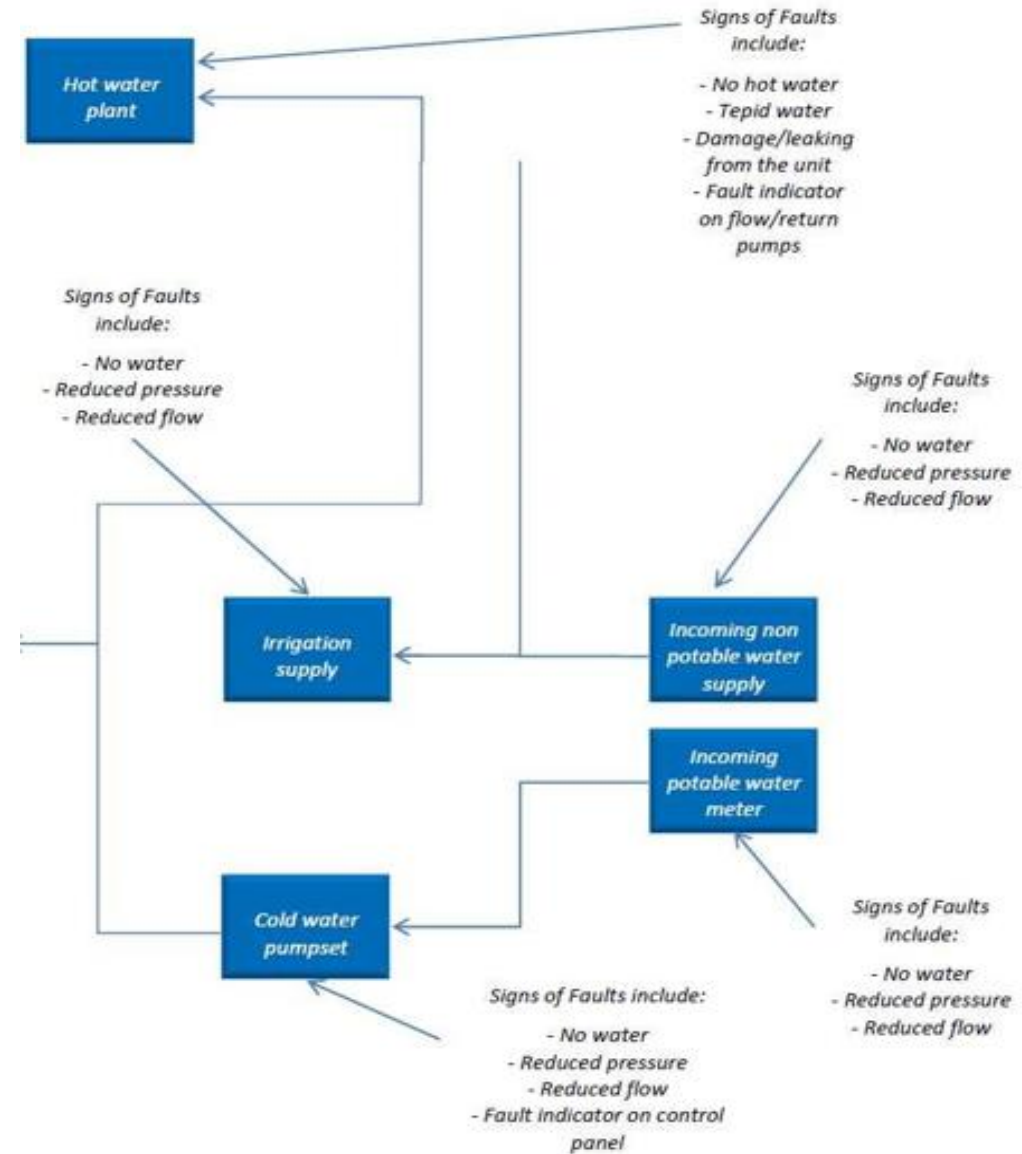 Signs of Faults
include:
- No hot water
- Tepid water
- Damage/leaking
from the unit
- Fault indicator
on flow/return
pumps
Hot water
plant
Signs of Faults
include:
- No water
- Reduced pressure
- Reduced flow
Signs of Faults
include:
- No water
- Reduced pressure
- Reduced flow
Irrigation
supply
Incoming non
potable water
supply
Incoming
potable water
meter
Cold water
pumpset
Signs of Faults
include:
- No water
- Reduced pressure
- Reduced flow
Signs of Faults include:
- No water
- Reduced pressure
- Reduced flow
- Fault indicator on control
panel